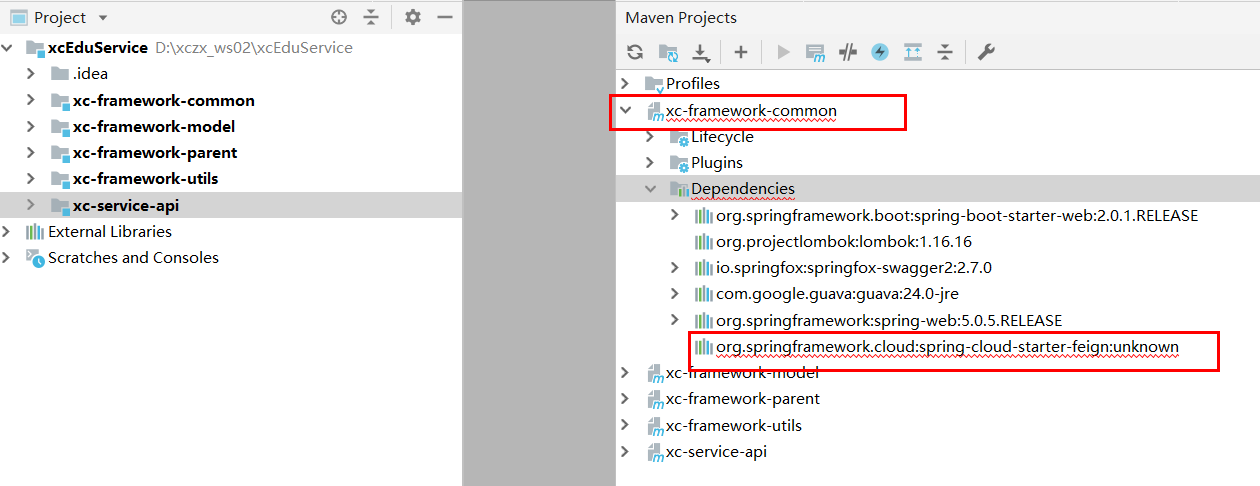 Project
xcEduService D:\xczx_ws02\xcEduService
.idea
xc-framework-common
xc-framework-model
xc-framework-parent
xc-framework-utils
xc-service-api
External Libraries
Scratches and Consoles
Maven Projects
Profiles
xc-framework-common
Lifecycle
Plugins
Dependencies
org.springframework.boot:spring-boot-starter-web:2.0.1.RELEASE
org.projectlombok:lombok:1.16.16
io.springfox:springfox-swagger2:2.7.0
com.google.guava:guava:24.0-jre
org.springframework:spring-web:5.0.5.RELEASE
org.springframework.cloud:spring-cloud-starter-feign:unknown
xc-framework-model
xc-framework-parent
xc-framework-utils
xc-service-api